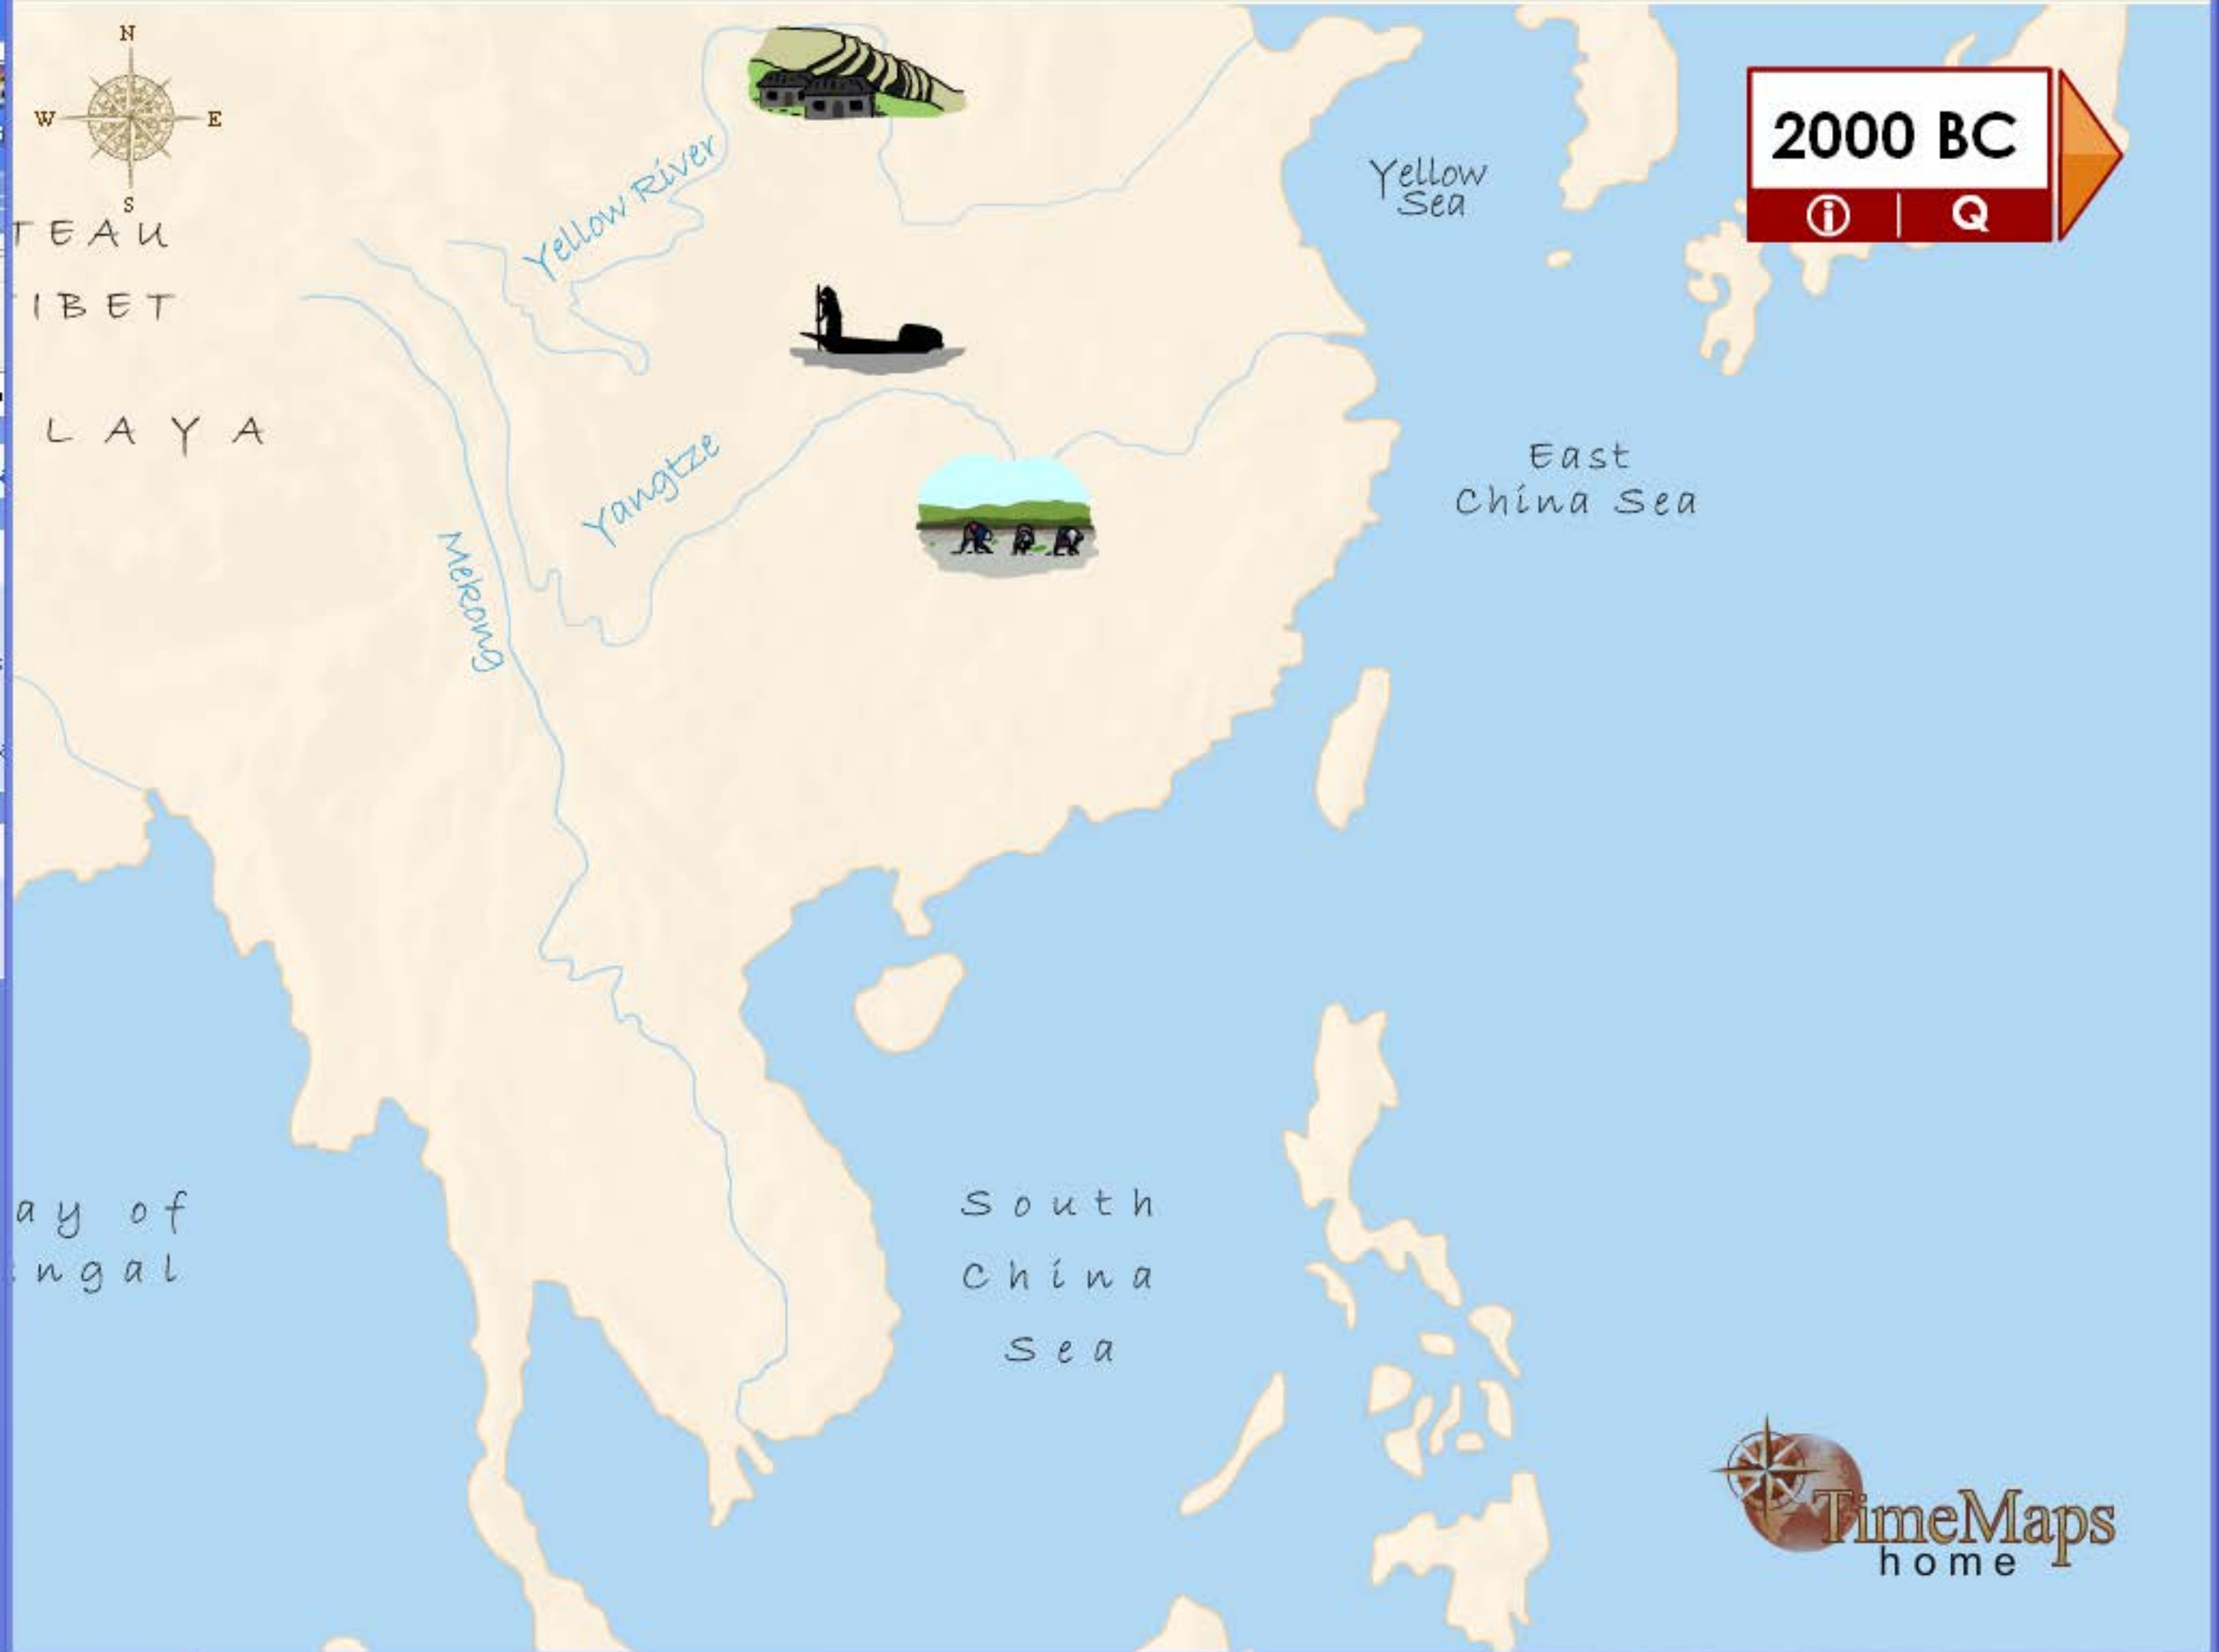 N
W E
S
TEAU
IBET
LAYA
Yellow River
Yangtze
Mekong
Yellow
Sea
2000 BC
i | Q
East
China Sea
South
China
Sea
ay of
ngal
TimeMaps
home